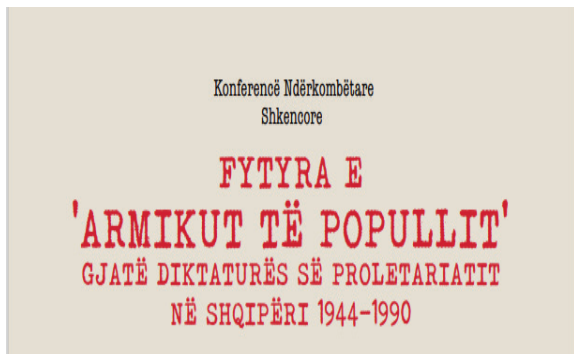 Konferencë Ndërkombëtare
Shkencore
FYTYRA E
'ARMIKUT TË POPULLIT'
GJATË DIKTATURËS SË PROLETARIATIT
NË SHQIPËRI 1944–1990